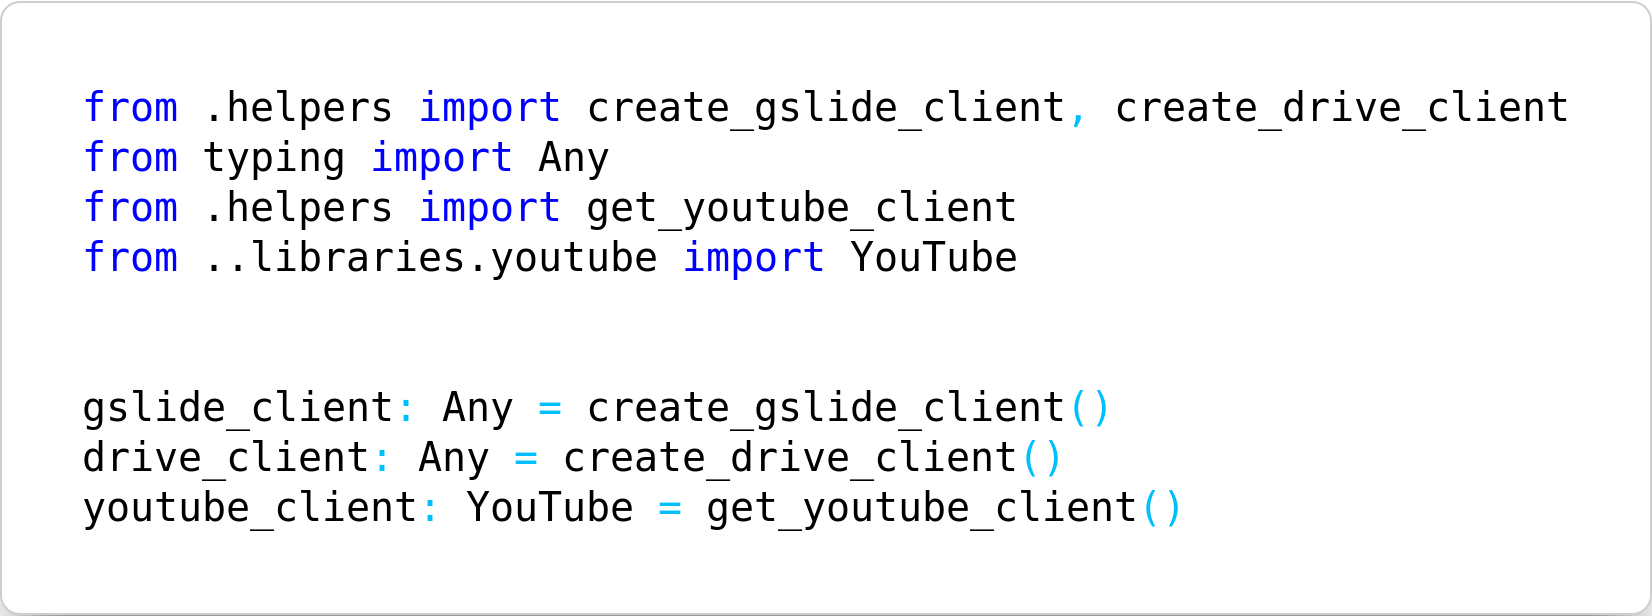 from .helpers import create_gslide_client, create_drive_client
from typing import Any
from .helpers import get_youtube_client
from ..libraries.youtube import YouTube
gslide_client: Any = create_gslide_client()
drive_client: Any = create_drive_client()
youtube_client: YouTube = get_youtube_client()